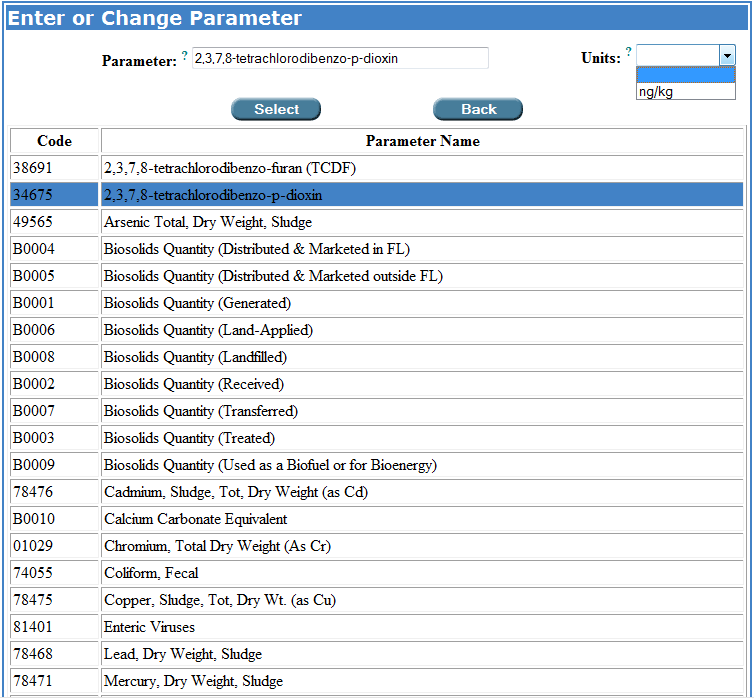 Enter or Change Parameter
Parameter: ? 2,3,7,8-tetrachlorodibenzo-p-dioxin Units: ?
ng/kg
Select Back
Code Parameter Name
38691 2,3,7,8-tetrachlorodibenzo-furan (TCDF)
34675 2,3,7,8-tetrachlorodibenzo-p-dioxin
49565 Arsenic Total, Dry Weight, Sludge
B0004 Biosolids Quantity (Distributed & Marketed in FL)
B0005 Biosolids Quantity (Distributed & Marketed outside FL)
B0001 Biosolids Quantity (Generated)
B0006 Biosolids Quantity (Land-Applied)
B0008 Biosolids Quantity (Landfilled)
B0002 Biosolids Quantity (Received)
B0007 Biosolids Quantity (Transferred)
B0003 Biosolids Quantity (Treated)
B0009 Biosolids Quantity (Used as a Biofuel or for Bioenergy)
78476 Cadmium, Sludge, Tot, Dry Weight (as Cd)
B0010 Calcium Carbonate Equivalent
01029 Chromium, Total Dry Weight (As Cr)
74055 Coliform, Fecal
78475 Copper, Sludge, Tot, Dry Wt. (as Cu)
81401 Enteric Viruses
78468 Lead, Dry Weight, Sludge
78471 Mercury, Dry Weight, Sludge